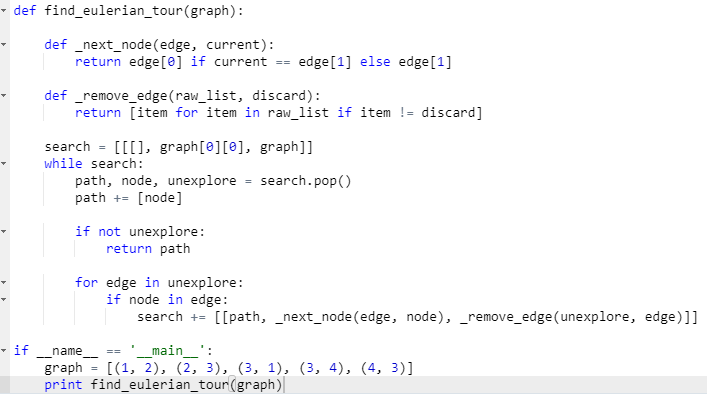 def find_eulerian_tour(graph):
def _next_node(edge, current):
return edge[0] if current == edge[1] else edge[1]
def _remove_edge(raw_list, discard):
return [item for item in raw_list if item != discard]
search = [[[], graph[0][0], graph]]
while search:
path, node, unexplore = search.pop()
path += [node]
if not unexplore:
return path
for edge in unexplore:
if node in edge:
search += [[path, _next_node(edge, node), _remove_edge(unexplore, edge)]]
if __name__ == '__main__':
graph = [(1, 2), (2, 3), (3, 1), (3, 4), (4, 3)]
print find_eulerian_tour(graph)